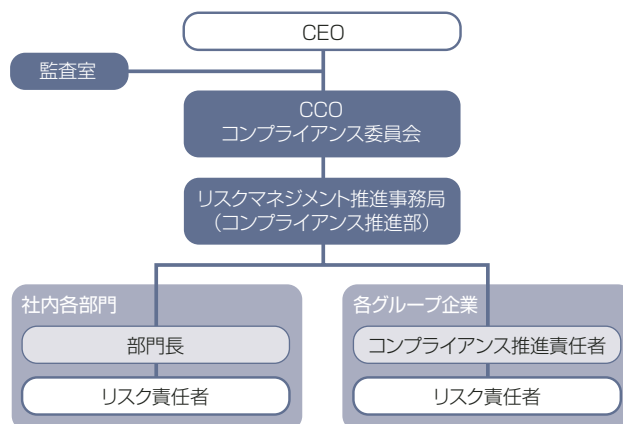 CEO
監査室
CCO
コンプライアンス委員会
リスクマネジメント推進事務局
（コンプライアンス推進部）
社内各部門
部門長
リスク責任者
各グループ企業
コンプライアンス推進責任者
リスク責任者